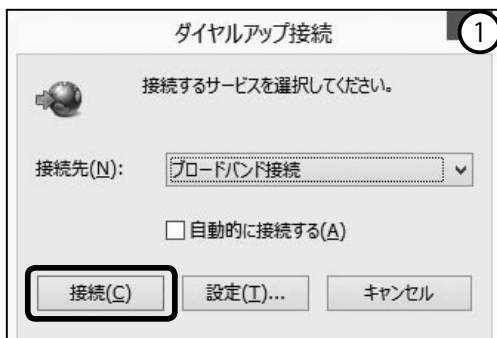 ダイヤルアップ接続
1
接続するサービスを選択してください。
接続先(N):
ブロードバンド接続
自動的に接続する(A)
接続(C)
設定(T)...
キャンセル